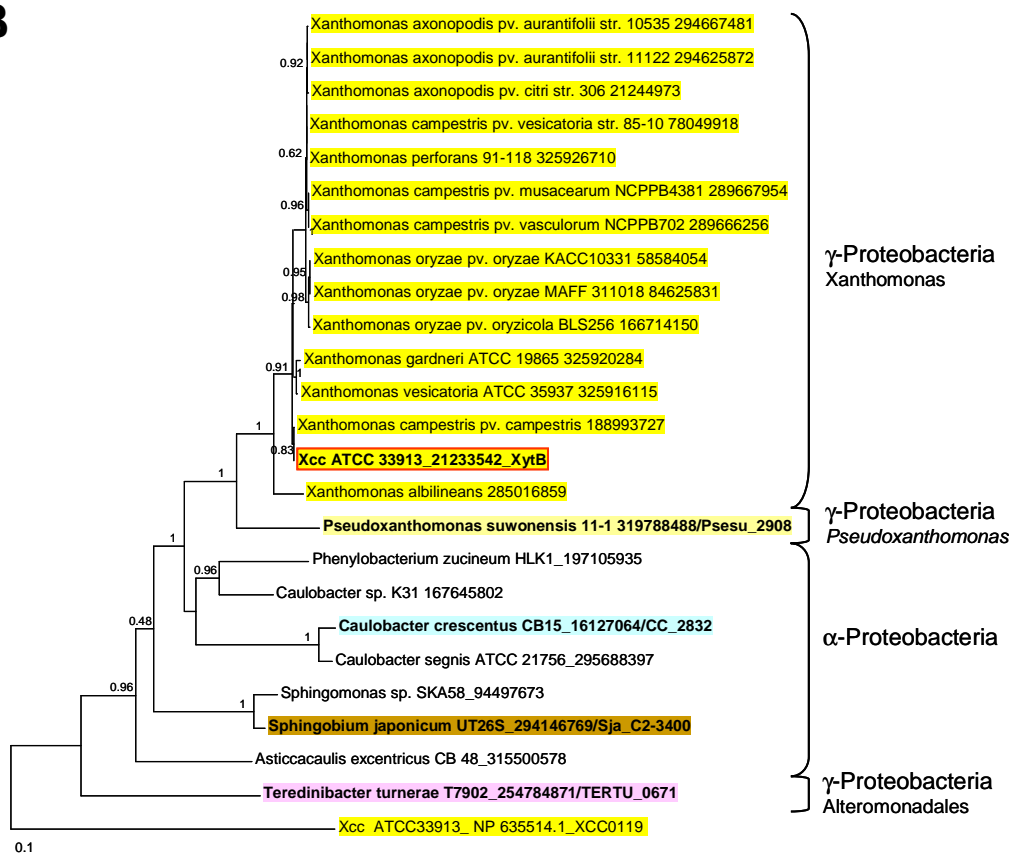 B
Xanthomonas axonopodis pv. aurantifolii str. 10535 294667481
0.92
Xanthomonas axonopodis pv. aurantifolii str. 11122 294625872
Xanthomonas axonopodis pv. citri str. 306 21244973
Xanthomonas campestris pv. vesicatoria str. 85-10 78049918
0.62
Xanthomonas perforans 91-118 325926710
Xanthomonas campestris pv. musacearum NCPPB4381 289667954
0.96
Xanthomonas campestris pv. vasculorum NCPPB702 289666256
γ-Proteobacteria
Xanthomonas
Xanthomonas oryzae pv. oryzae KACC10331 58584054
0.95
Xanthomonas oryzae pv. oryzae MAFF 311018 84625831
0.98
Xanthomonas oryzae pv. oryzicola BLS256 166714150
Xanthomonas gardneri ATCC 19865 325920284
0.91
1
Xanthomonas vesicatoria ATCC 35937 325916115
Xanthomonas campestris pv. campestris 188993727
1
0.83
Xcc ATCC 33913_21233542_XytB
1
Xanthomonas albilineans 285016859
γ-Proteobacteria
Pseudoxanthomonas
Pseudoxanthomonas suwonensis 11-1 319788488/Psesu_2908
1
Phenylobacterium zucineum HLK1_197105935
0.96
Caulobacter sp. K31 167645802
0.48
Caulobacter crescentus CB15_16127064/CC_2832
1
α-Proteobacteria
Caulobacter segnis ATCC 21756_295688397
0.96
Sphingomonas sp. SKA58_94497673
1
Sphingobium japonicum UT26S_294146769/Sja_C2-3400
Asticcacaulis excentricus CB 48_315500578
γ-Proteobacteria
Alteromonadales
Teredinibacter turnerae T7902_254784871/TERTU_0671
Xcc ATCC33913_ NP 635514.1_XCC0119
0.1